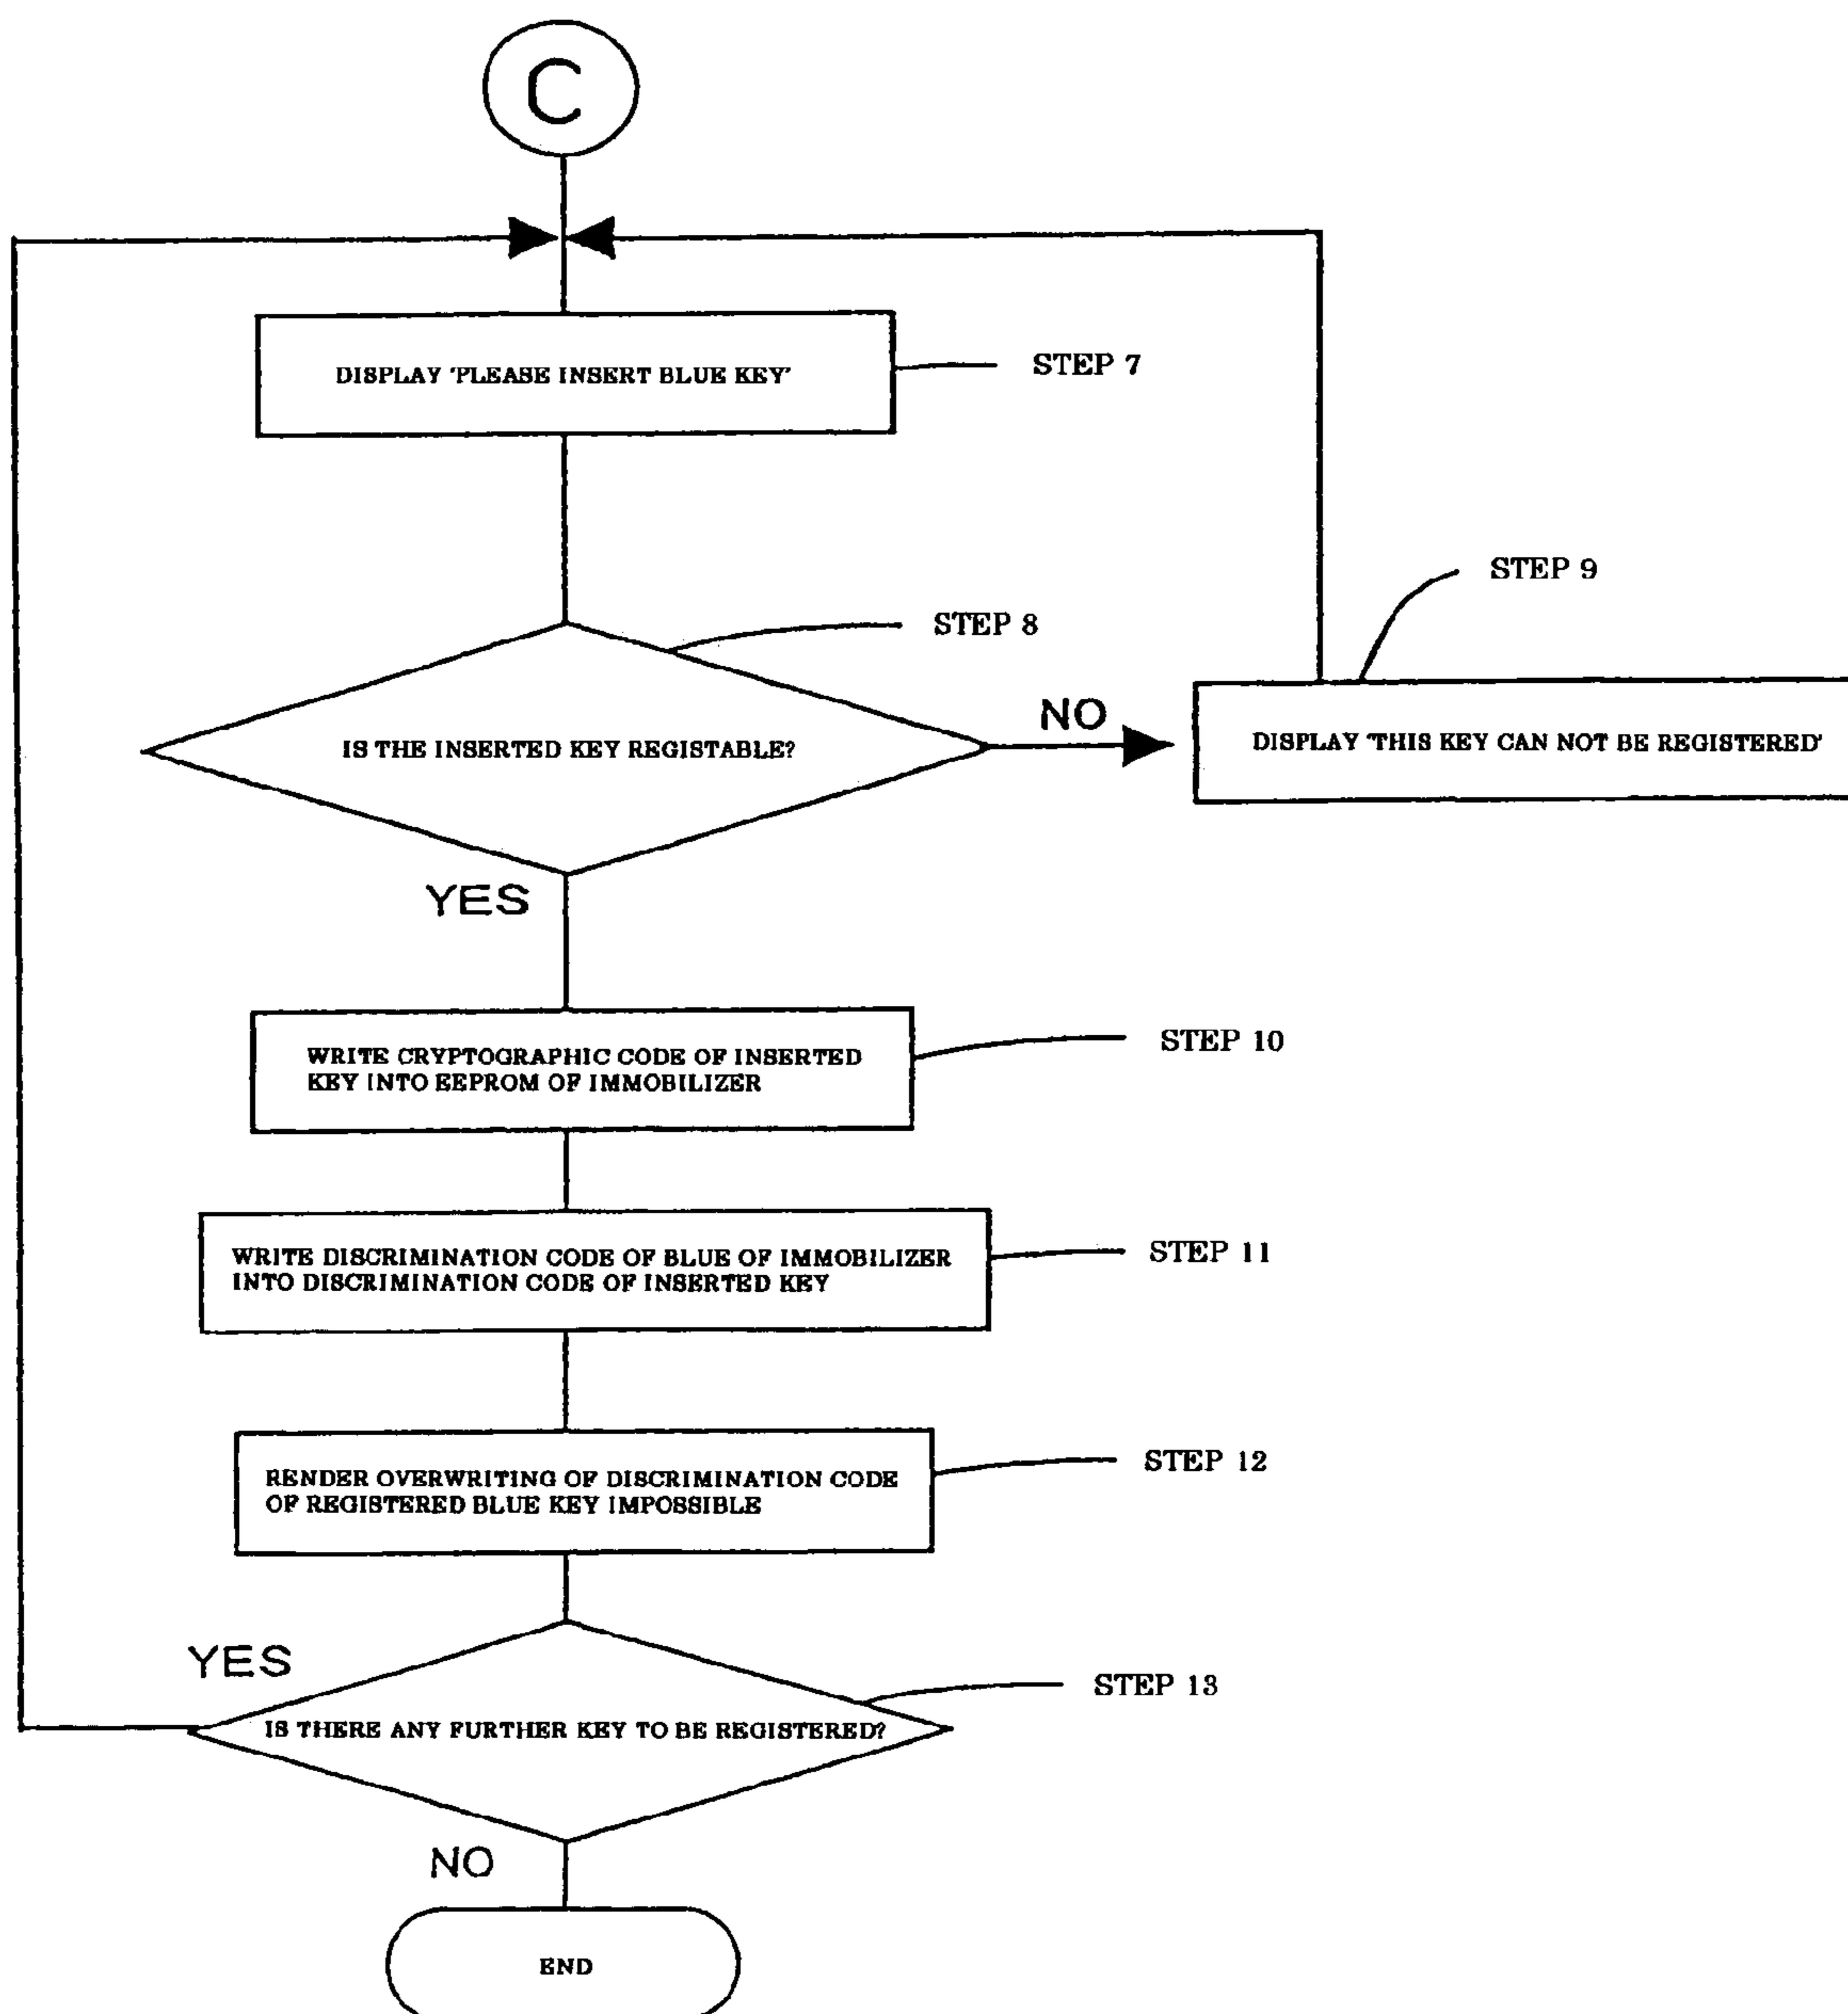 C
DISPLAY 'PLEASE INSERT BLUE KEY'
STEP 7
STEP 9
STEP 8
IS THE INSERTED KEY REGISTABLE?
NO
DISPLAY 'THIS KEY CAN NOT BE REGISTERED'
YES
WRITE CRYPTOGRAPHIC CODE OF INSERTED
KEY INTO EEPROM OF IMMOBILIZER
STEP 10
WRITE DISCRIMINATION CODE OF BLUE OF IMMOBILIZER
INTO DISCRIMINATION CODE OF INSERTED KEY
STEP 11
RENDER OVERWRITING OF DISCRIMINATION CODE
OF REGISTERED BLUE KEY IMPOSSIBLE
STEP 12
YES
STEP 13
IS THERE ANY FURTHER KEY TO BE REGISTERED?
NO
END